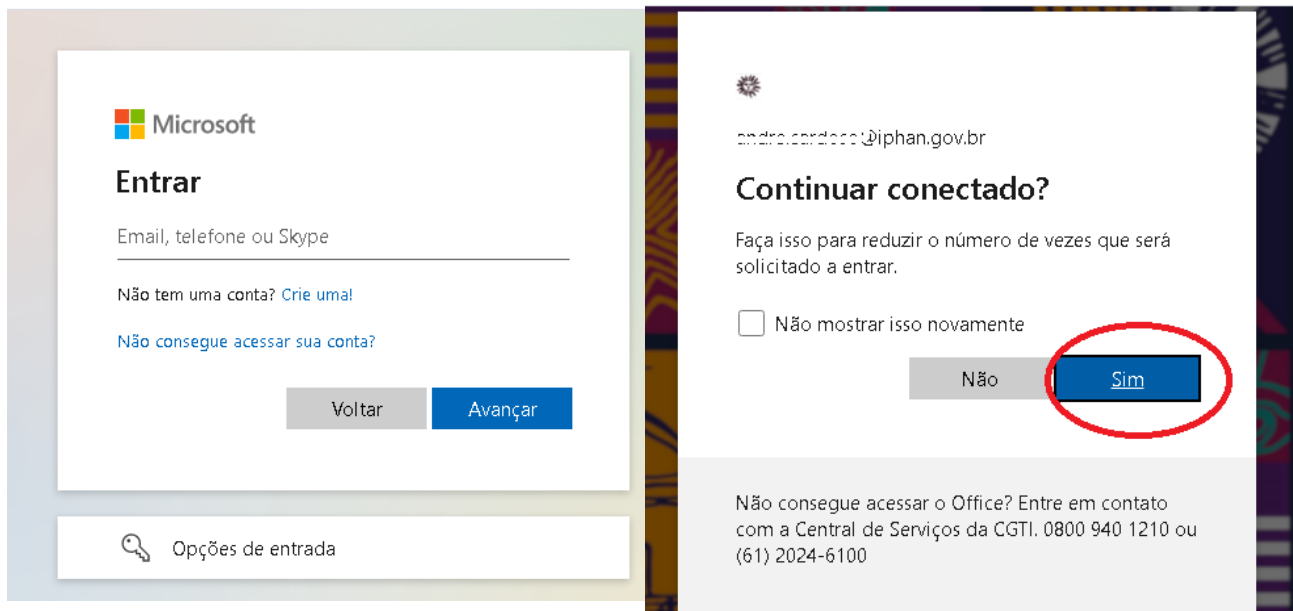 Microsoft
Entrar
Email, telefone ou Skype
Não tem uma conta? Crie uma!
Não consegue acessar sua conta?
Voltar
Avançar
Opções de entrada
@iphan.gov.br
Continuar conectado?
Faça isso para reduzir o número de vezes que será
solicitado a entrar.
Não mostrar isso novamente
Não
Sim
Não consegue acessar o Office? Entre em contato
com a Central de Serviços da CGTI. 0800 940 1210 ou
(61) 2024-6100